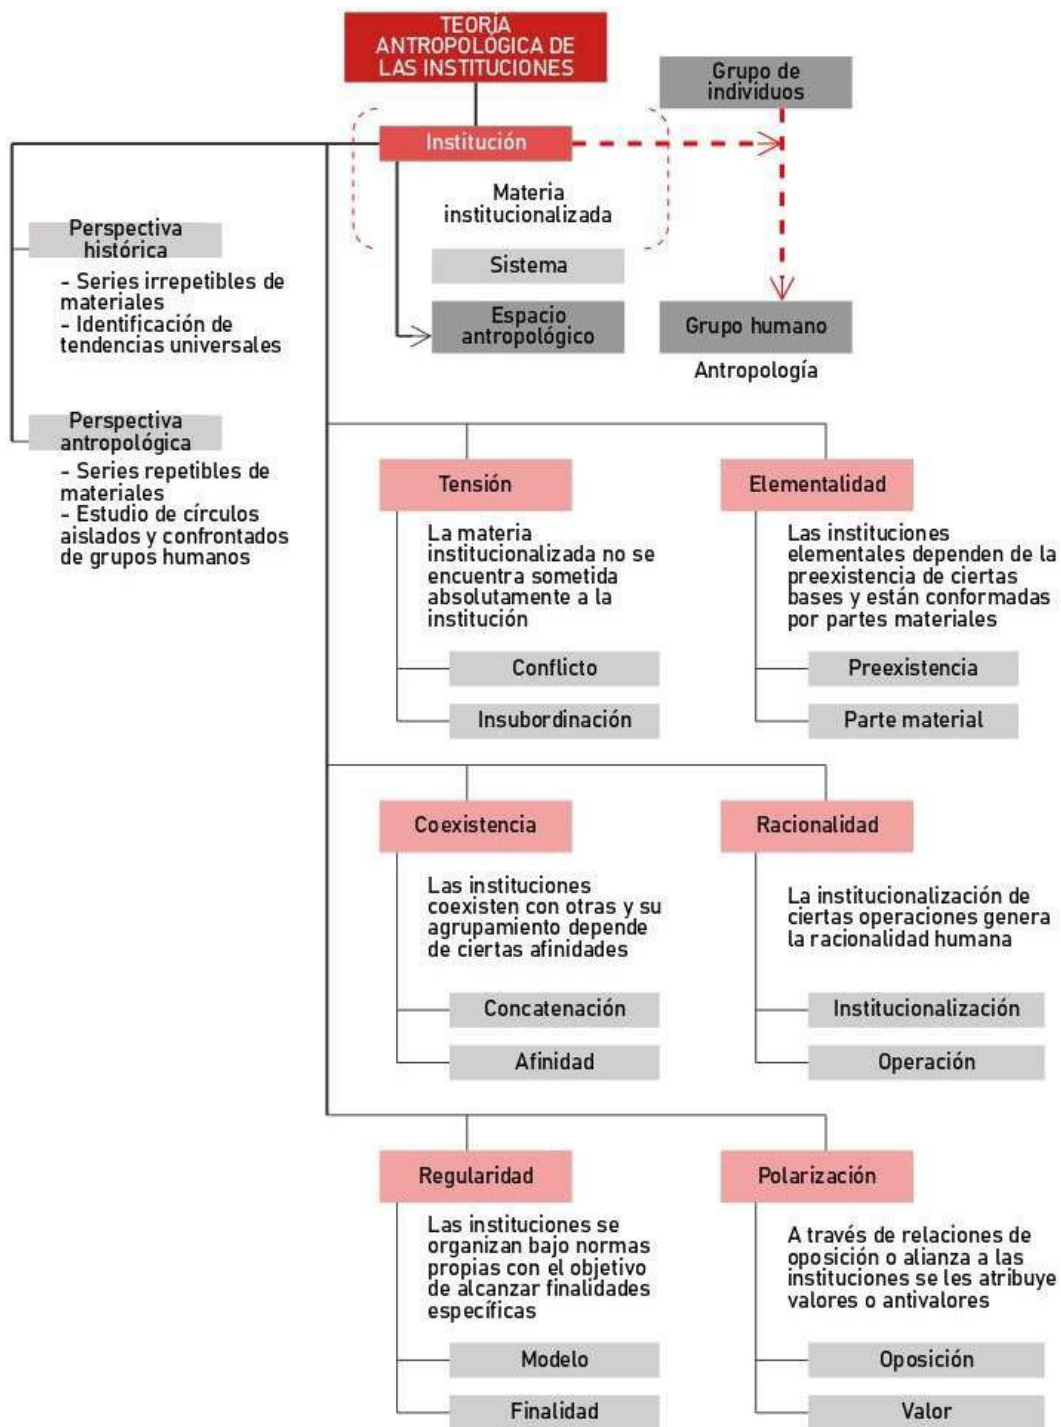 TEORÍA
ANTROPOLÓGICA DE
LAS INSTITUCIONES
Grupo de
individuos
Institución
Materia
institucionalizada
Sistema
Espacio
antropológico
Grupo humano
Antropología
Perspectiva
histórica
- Series irrepetibles de
materiales
- Identificación de
tendencias universales
Perspectiva
antropológica
- Series repetibles de
materiales
- Estudio de círculos
aislados y confrontados
de grupos humanos
Tensión
La materia
institucionalizada no se
encuentra sometida
absolutamente a la
institución
Conflicto
Insubordinación
Elementalidad
Las instituciones
elementales dependen de la
preexistencia de ciertas
bases y están conformadas
por partes materiales
Preexistencia
Parte material
Coexistencia
Las instituciones
coexisten con otras y su
agrupamiento depende
de ciertas afinidades
Concatenación
Afinidad
Racionalidad
La institucionalización de
ciertas operaciones genera
la racionalidad humana
Institucionalización
Operación
Regularidad
Las instituciones se
organizan bajo normas
propias con el objetivo
de alcanzar finalidades
específicas
Modelo
Finalidad
Polarización
A través de relaciones de
oposición o alianza a las
instituciones se les atribuye
valores o antivalores
Oposición
Valor